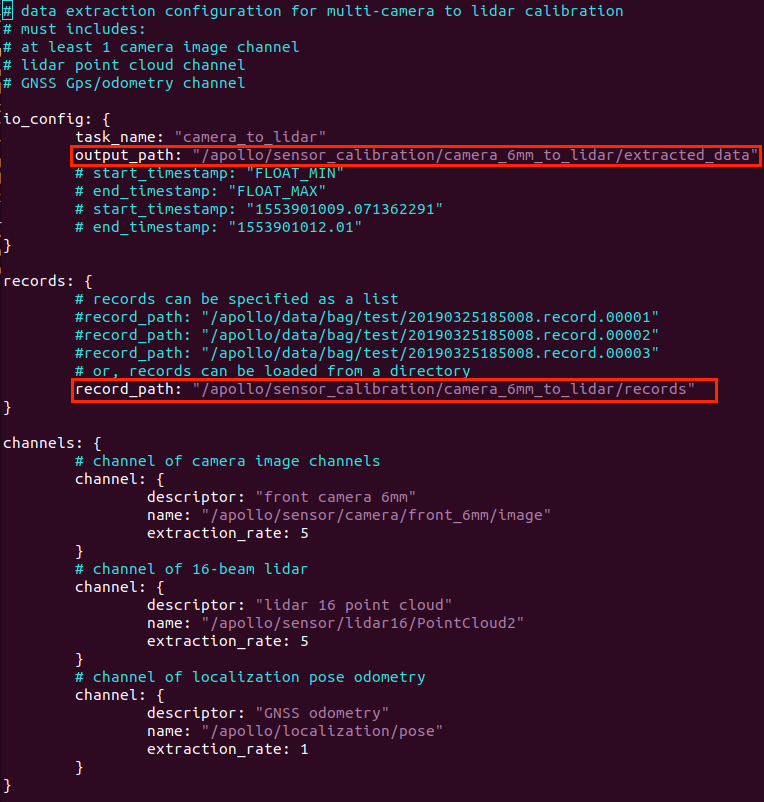 # data extraction configuration for multi-camera to lidar calibration
# must includes:
# at least 1 camera image channel
# lidar point cloud channel
# GNSS Gps/odometry channel
io_config: {
task_name: "camera_to_lidar"
output_path: "/apollo/sensor_calibration/camera_6mm_to_lidar/extracted_data"
# start_timestamp: "FLOAT_MIN"
# end_timestamp: "FLOAT_MAX"
# start_timestamp: "1553901009.071362291"
# end_timestamp: "1553901012.01"
}
records: {
# records can be specified as a list
#record_path: "/apollo/data/bag/test/20190325185008.record.00001"
#record_path: "/apollo/data/bag/test/20190325185008.record.00002"
#record_path: "/apollo/data/bag/test/20190325185008.record.00003"
# or, records can be loaded from a directory
record_path: "/apollo/sensor_calibration/camera_6mm_to_lidar/records"
}
channels: {
# channel of camera image channels
channel: {
descriptor: "front camera 6mm"
name: "/apollo/sensor/camera/front_6mm/image"
extraction_rate: 5
}
# channel of 16-beam lidar
channel: {
descriptor: "lidar 16 point cloud"
name: "/apollo/sensor/lidar16/PointCloud2"
extraction_rate: 5
}
# channel of localization pose odometry
channel: {
descriptor: "GNSS odometry"
name: "/apollo/localization/pose"
extraction_rate: 1
}
}